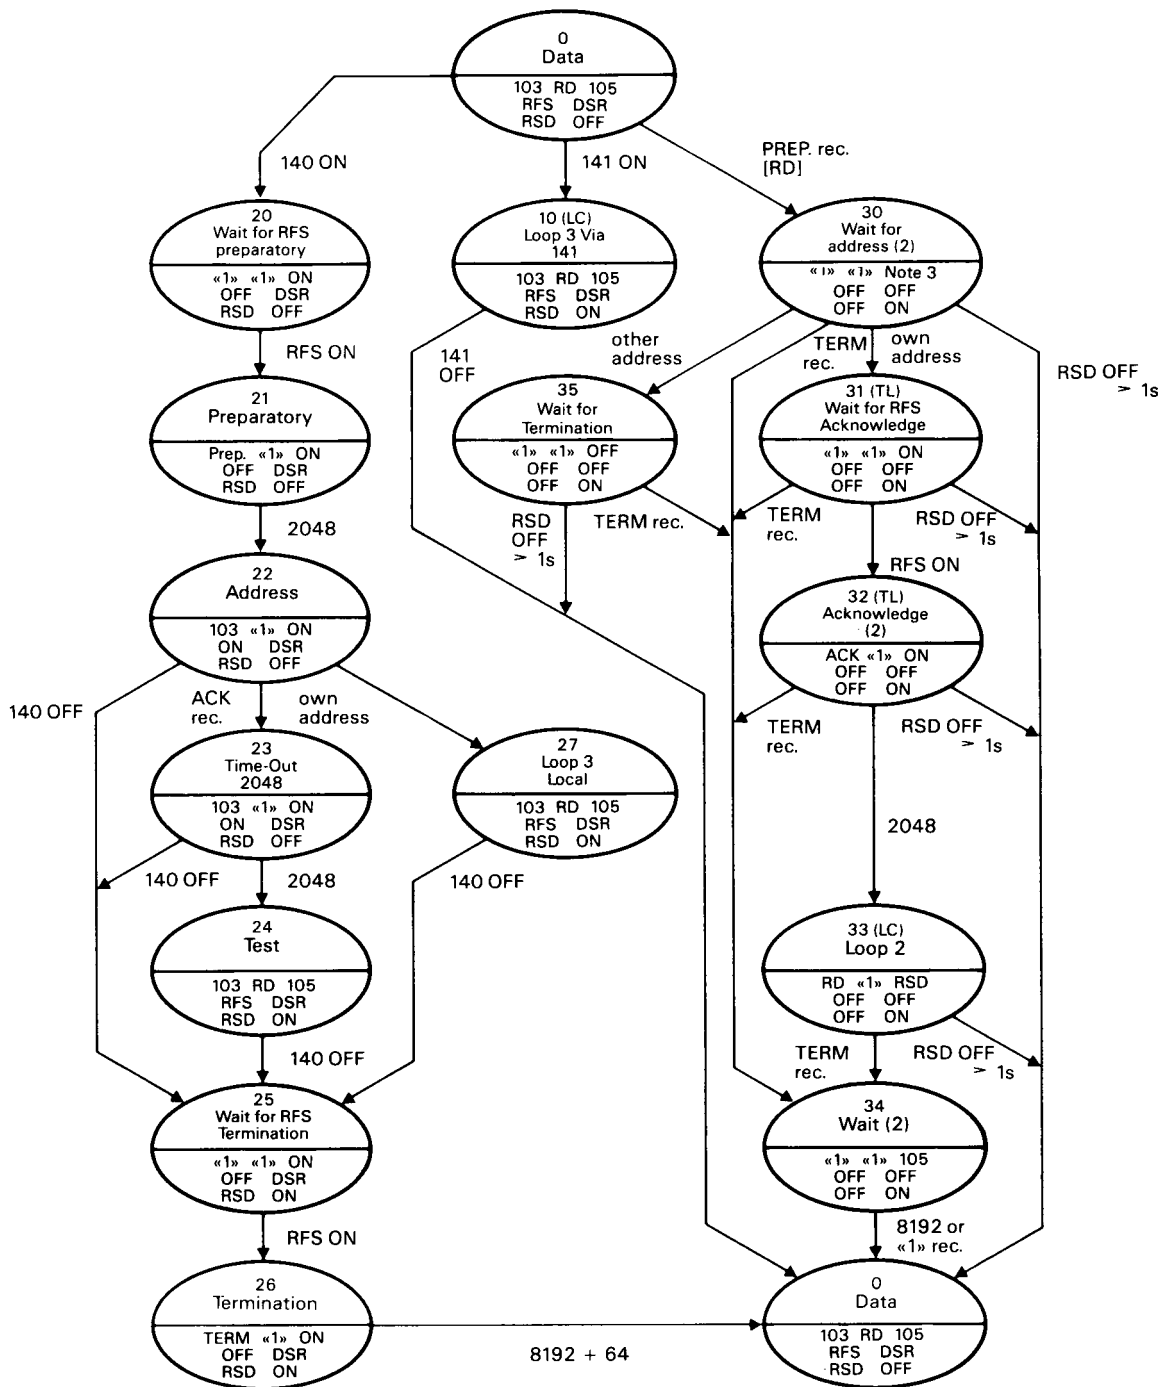 0
Data
103 RD 105
RFS DSR
RSD OFF
140 ON
141 ON
PREP. rec.
[RD]
20
Wait for RFS
preparatory
«1» «1» ON
OFF DSR
RSD OFF
10 (LC)
Loop 3 Via
141
103 RD 105
RFS DSR
RSD ON
30
Wait for
address (2)
«1» «1» Note 3
OFF OFF
OFF ON
RFS ON
141
OFF
other
address
TERM
rec.
own
address
RSD OFF
> 1s
21
Preparatory
Prep. «1» ON
OFF DSR
RSD OFF
35
Wait for
Termination
«1» «1» OFF
OFF OFF
OFF ON
31 (TL)
Wait for RFS
Acknowledge
«1» «1» ON
OFF OFF
OFF ON
2048
RSD
OFF
> 1s
TERM rec.
TERM
rec.
RSD OFF
> 1s
RFS ON
22
Address
103 «1» ON
ON DSR
RSD OFF
32 (TL)
Acknowledge
(2)
ACK «1» ON
OFF OFF
OFF ON
140 OFF
ACK
rec.
own
address
TERM
rec.
RSD OFF
> 1s
23
Time-Out
2048
103 «1» ON
ON DSR
RSD OFF
27
Loop 3
Local
103 RD 105
RFS DSR
RSD ON
2048
140 OFF
2048
140 OFF
24
Test
103 RD 105
RFS DSR
RSD ON
33 (LC)
Loop 2
RD «1» RSD
OFF OFF
OFF ON
140 OFF
TERM
rec.
RSD OFF
> 1s
25
Wait for RFS
Termination
«1» «1» ON
OFF DSR
RSD ON
34
Wait (2)
«1» «1» 105
OFF OFF
OFF ON
RFS ON
8192 or
«1» rec.
26
Termination
TERM «1» ON
OFF DSR
RSD ON
8192 + 64
0
Data
103 RD 105
RFS DSR
RSD OFF